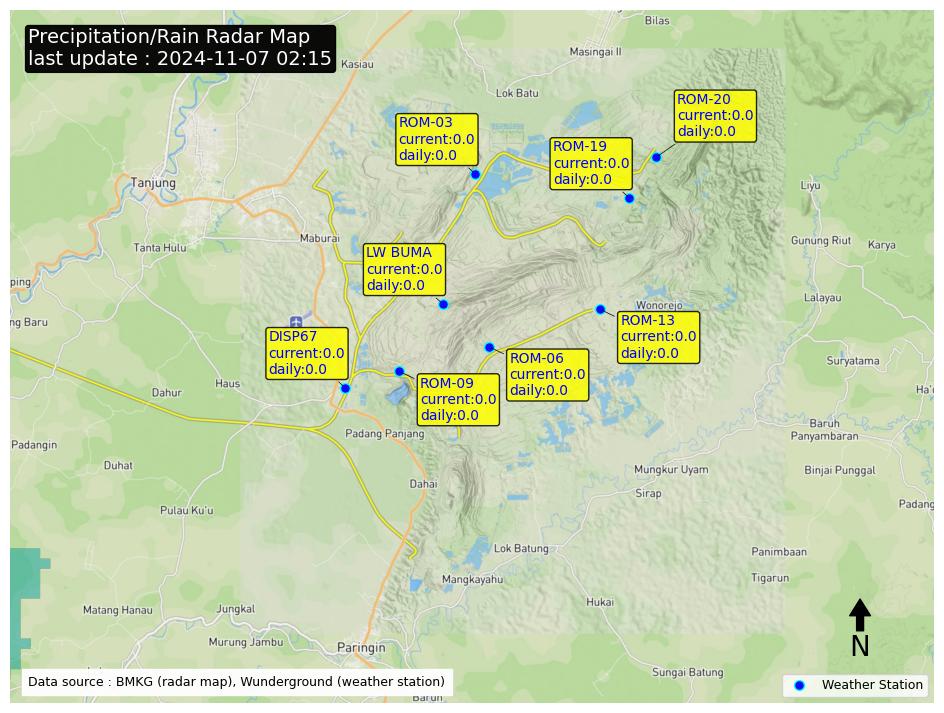 Precipitation/Rain Radar Map
last update : 2024-11-07 02:15
Bilas
Masingai II
Kasiau
Lok Batu
ROM-20
current:0.0
daily:0.0
ROM-03
current:0.0
daily:0.0
ROM-19
current:0.0
daily:0.0
Tanjung
Liyu
Maburai
Tanta Hulu
Gunung Riut
Karya
LW BUMA
current:0.0
daily:0.0
ping
Lalayau
Wonorejo
ng Baru
ROM-13
current:0.0
daily:0.0
DISP67
current:0.0
daily:0.0
ROM-06
current:0.0
daily:0.0
Suryatama
ROM-09
current:0.0
daily:0.0
Haus
Dahur
Ha'
Baruh
Panyambaran
Padang Panjang
Padangin
Duhat
Mungkur Uyam
Binjai Punggal
Dahai
Sirap
Padang
Pulau Ku'u
Lok Batung
Panimbaan
Mangkayahu
Tigarun
Hukai
Matang Hanau
Jungkal
Murung Jambu
Paringin
N
Sungai Batung
Data source : BMKG (radar map), Wunderground (weather station)
Weather Station
Barun